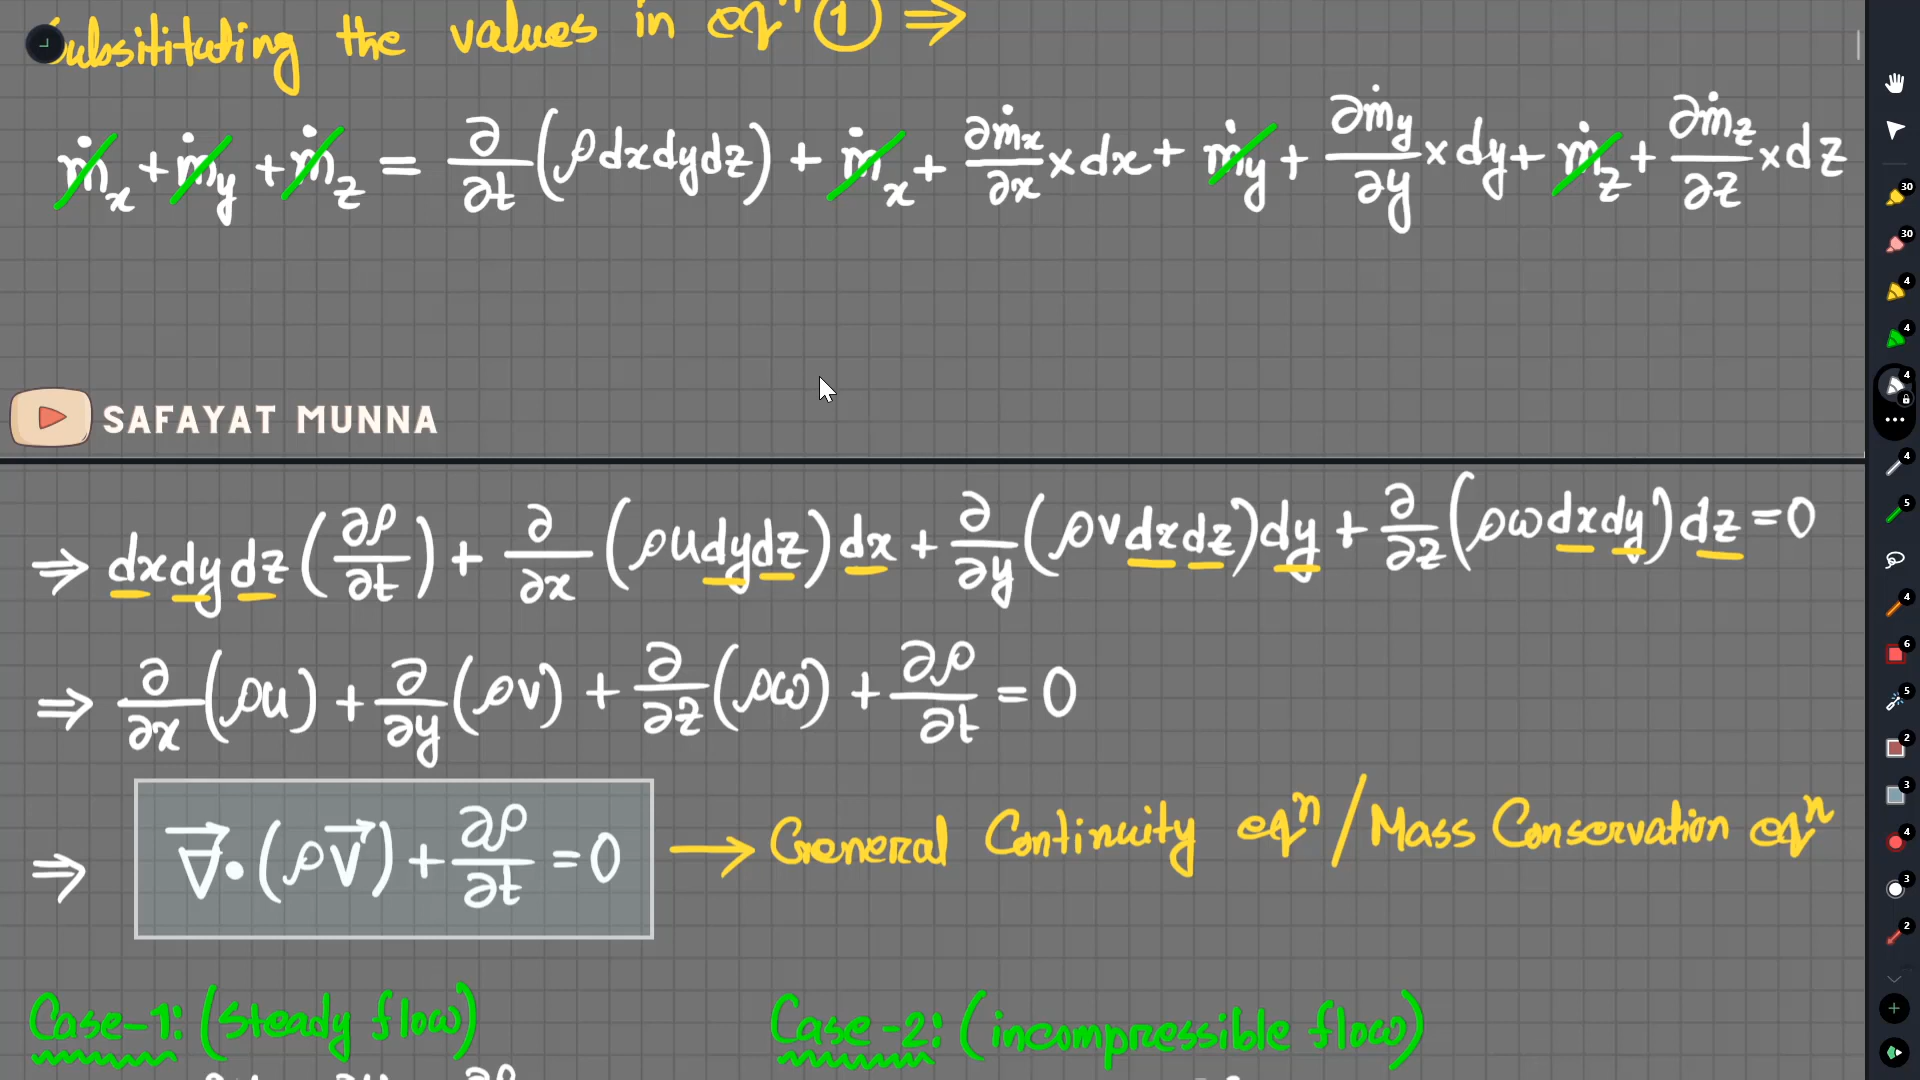 Subsitituting the values in eqⁿ ① ⇒
ṁx + ṁy + ṁz = ∂/∂t (ρdxdydz) + ṁx + ∂ṁx/∂x × dx + ṁy + ∂ṁy/∂y × dy + ṁz + ∂ṁz/∂z × dz
SAFAYAT MUNNA
⇒ dxdydz (∂ρ/∂t) + ∂/∂x (ρudydz) dx + ∂/∂y (ρvdxdz) dy + ∂/∂z (ρωdxdy) dz = 0
⇒ ∂/∂x (ρu) + ∂/∂y (ρv) + ∂/∂z (ρω) + ∂ρ/∂t = 0
⇒ ∇⃗ • (ρV⃗) + ∂ρ/∂t = 0 → General Continuity eqⁿ / Mass Conservation eqⁿ
Case-1: (steady flow) Case-2: (incompressible flow)